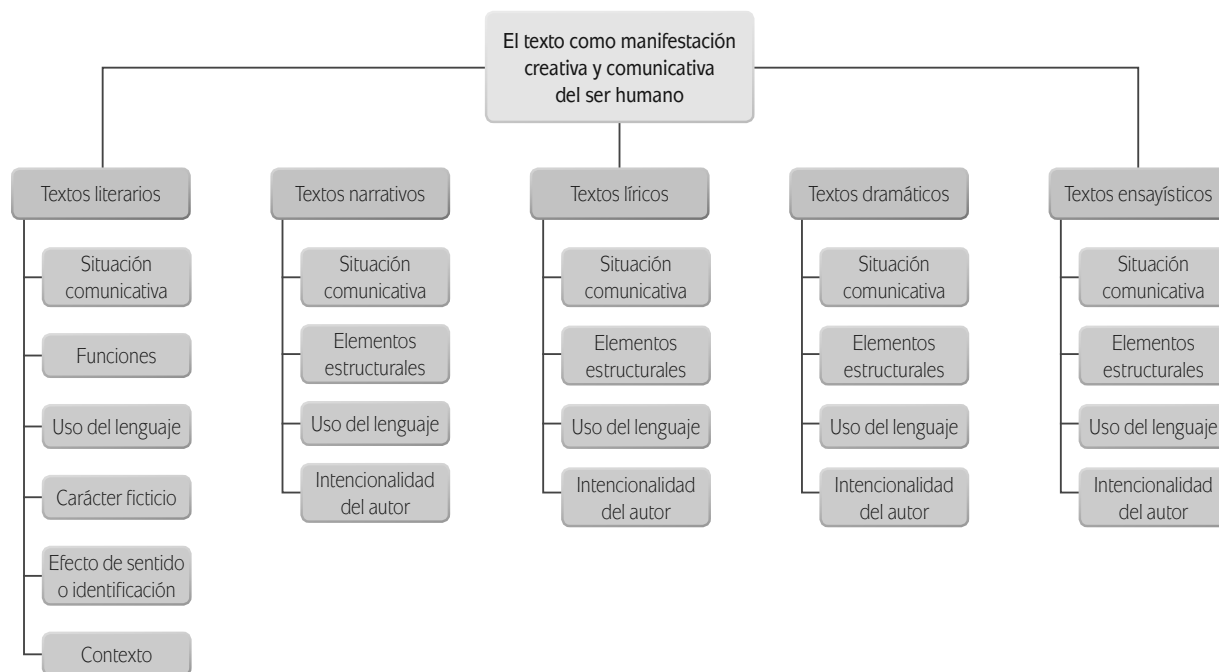 El texto como manifestación
creativa y comunicativa
del ser humano
Textos literarios
Situación
comunicativa
Funciones
Uso del lenguaje
Carácter ficticio
Efecto de sentido
o identificación
Contexto
Textos narrativos
Situación
comunicativa
Elementos
estructurales
Uso del lenguaje
Intencionalidad
del autor
Textos líricos
Situación
comunicativa
Elementos
estructurales
Uso del lenguaje
Intencionalidad
del autor
Textos dramáticos
Situación
comunicativa
Elementos
estructurales
Uso del lenguaje
Intencionalidad
del autor
Textos ensayísticos
Situación
comunicativa
Elementos
estructurales
Uso del lenguaje
Intencionalidad
del autor